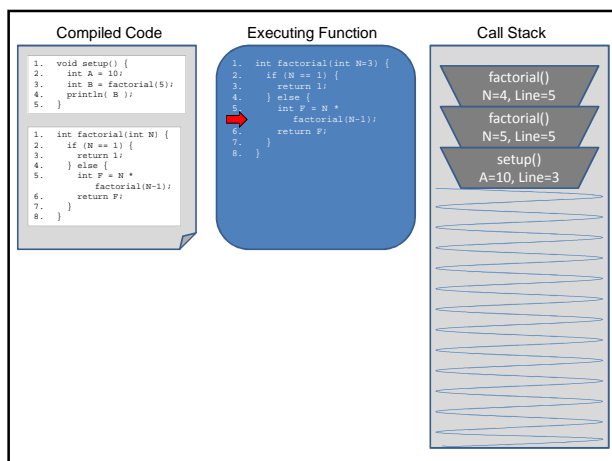 Compiled Code
1. void setup() {
2. int A = 10;
3. int B = factorial(5);
4. println( B );
5. }
1. int factorial(int N) {
2. if (N == 1) {
3. return 1;
4. } else {
5. int F = N *
factorial(N-1);
6. return F;
7. }
8. }
Executing Function
1. int factorial(int N=3) {
2. if (N == 1) {
3. return 1;
4. } else {
5. int F = N *
factorial(N-1);
6. return F;
7. }
8. }
Call Stack
factorial()
N=4, Line=5
factorial()
N=5, Line=5
setup()
A=10, Line=3